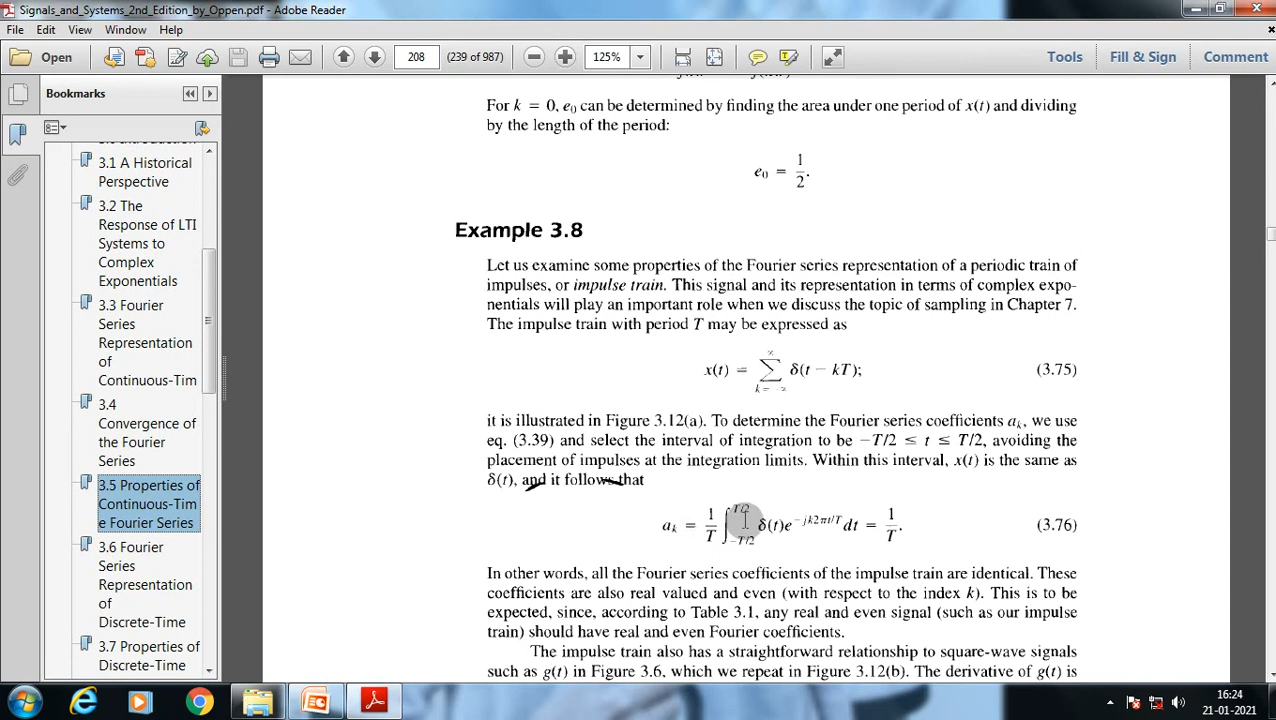 Signals_and_Systems_2nd_Edition_by_Oppen.pdf - Adobe Reader
File Edit View Window Help
Open 208 (239 of 987) 125% Tools Fill & Sign Comment
Bookmarks
3.1 A Historical
Perspective
3.2 The
Response of LTI
Systems to
Complex
Exponentials
3.3 Fourier
Series
Representation
of
Continuous-Tim
3.4
Convergence of
the Fourier
Series
3.5 Properties of
Continuous-Tim
e Fourier Series
3.6 Fourier
Series
Representation
of
Discrete-Time
3.7 Properties of
Discrete-Time
For k = 0, e₀ can be determined by finding the area under one period of x(t) and dividing
by the length of the period:
e₀ = 1/2.
Example 3.8
Let us examine some properties of the Fourier series representation of a periodic train of
impulses, or impulse train. This signal and its representation in terms of complex expo-
nentials will play an important role when we discuss the topic of sampling in Chapter 7.
The impulse train with period T may be expressed as
x(t) = ∑_{k=-∞}^{∞} δ(t − kT); (3.75)
it is illustrated in Figure 3.12(a). To determine the Fourier series coefficients aₖ, we use
eq. (3.39) and select the interval of integration to be −T/2 ≤ t ≤ T/2, avoiding the
placement of impulses at the integration limits. Within this interval, x(t) is the same as
δ(t), and it follows that
aₖ = 1/T ∫_{−T/2}^{T/2} δ(t)e^{−jk2πt/T} dt = 1/T. (3.76)
In other words, all the Fourier series coefficients of the impulse train are identical. These
coefficients are also real valued and even (with respect to the index k). This is to be
expected, since, according to Table 3.1, any real and even signal (such as our impulse
train) should have real and even Fourier coefficients.
The impulse train also has a straightforward relationship to square-wave signals
such as g(t) in Figure 3.6, which we repeat in Figure 3.12(b). The derivative of g(t) is
16:24
21-01-2021